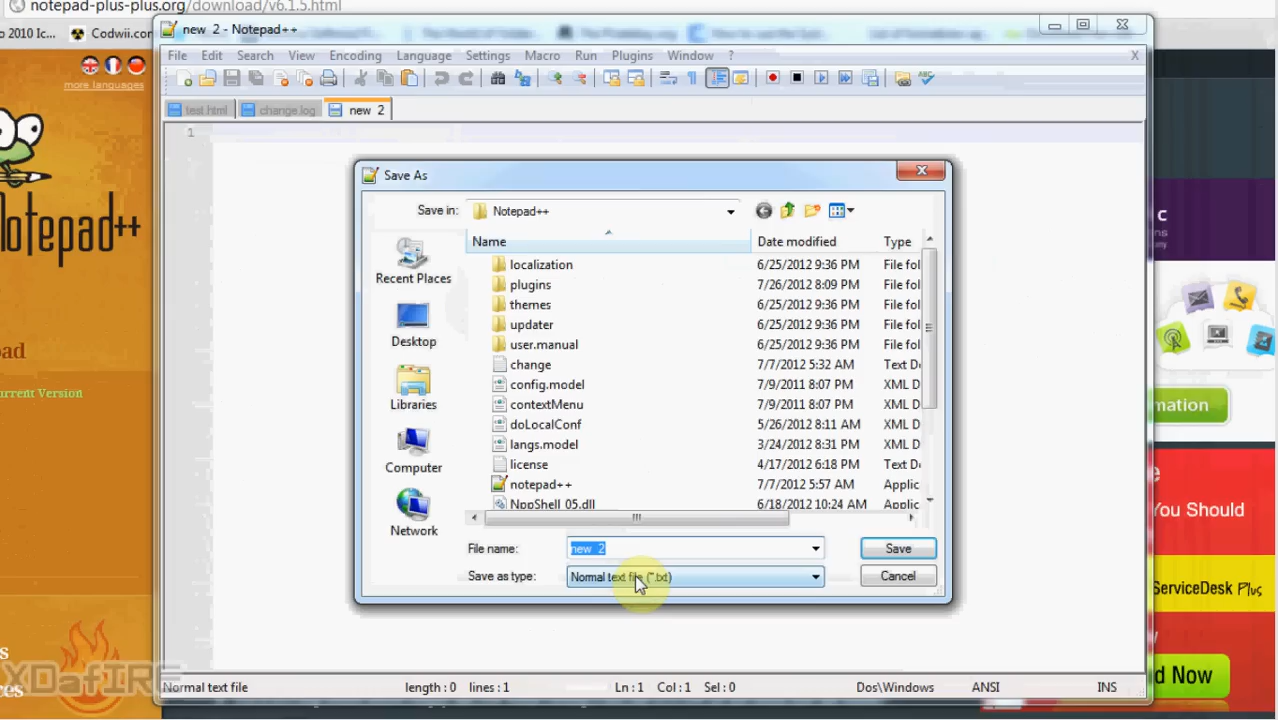 notepad-plus-plus.org/download/v6.1.5.html
2010 Ic...
Codwii.com
new 2 - Notepad++
File Edit Search View Encoding Language Settings Macro Run Plugins Window ? X
more languages
test.html change.log new 2
1
otepad++
Save As
Save in: Notepad++
Name Date modified Type
localization 6/25/2012 9:36 PM File fol
plugins 7/26/2012 8:09 PM File fol
themes 6/25/2012 9:36 PM File fol
updater 6/25/2012 9:36 PM File fol
user.manual 6/25/2012 9:36 PM File fol
change 7/7/2012 5:32 AM Text D
config.model 7/9/2011 8:07 PM XML D
contextMenu 7/9/2011 8:07 PM XML D
doLocalConf 5/26/2012 8:11 AM XML D
langs.model 3/24/2012 8:31 PM XML D
license 4/17/2012 6:18 PM Text D
notepad++ 7/7/2012 5:57 AM Applic
NppShell_05.dll 6/18/2012 10:24 AM Applic
Recent Places
Desktop
Libraries
Computer
Network
File name: new 2 Save
Save as type: Normal text file (*.txt) Cancel
ad
urrent Version
mation
You Should
ServiceDesk Plus
d Now
XDafIRE
Normal text file length : 0 lines : 1 Ln : 1 Col : 1 Sel : 0 Dos\Windows ANSI INS